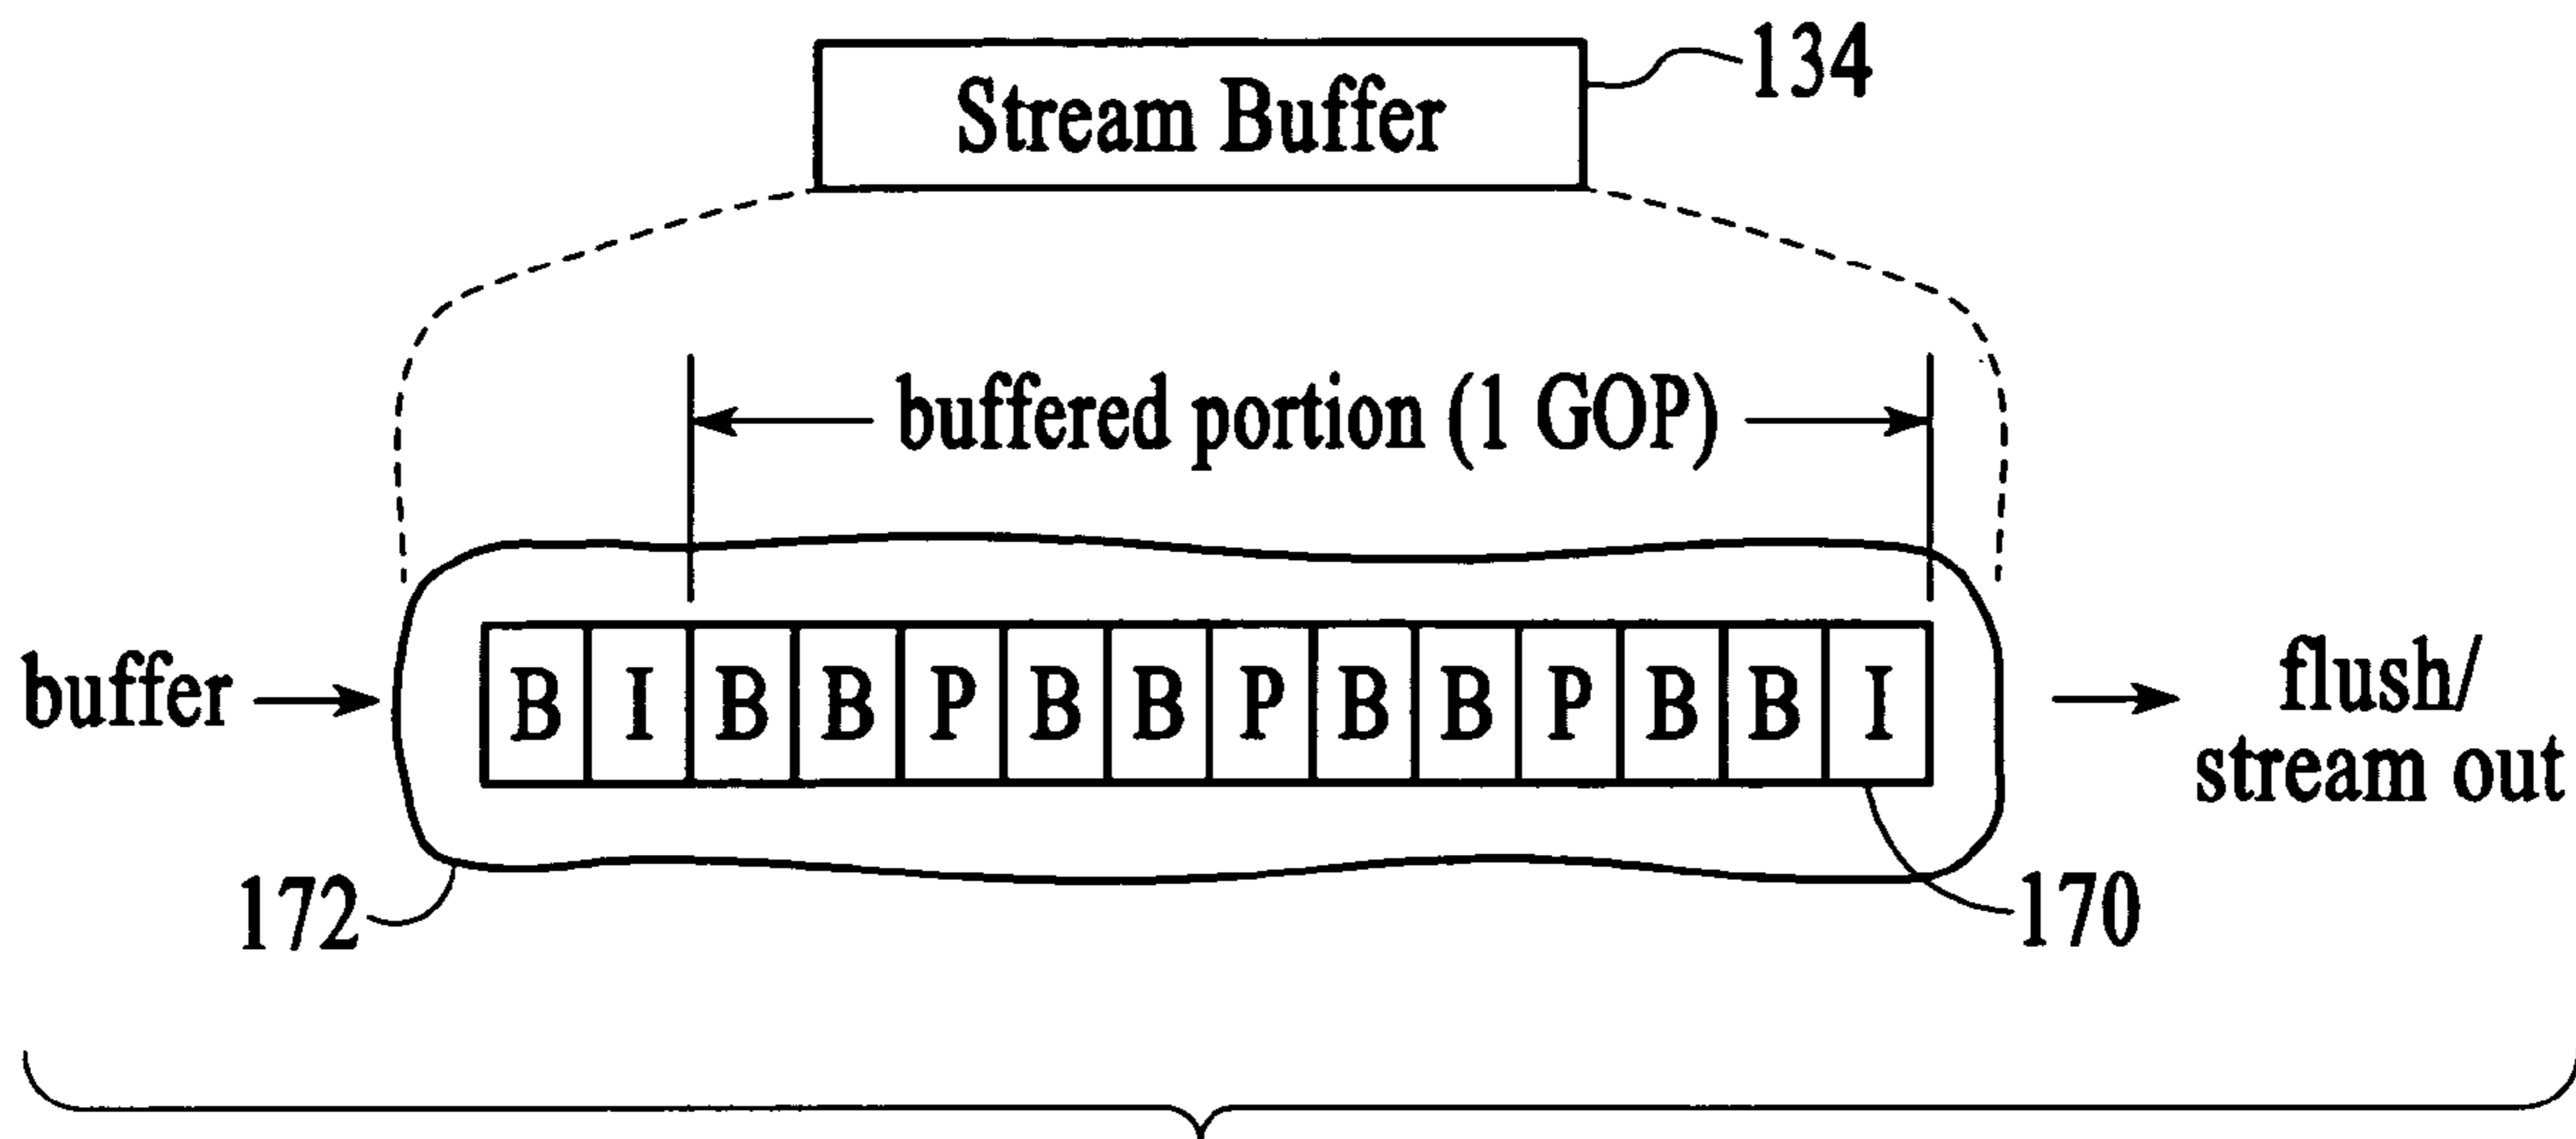 Stream Buffer
134
buffered portion (1 GOP)
buffer
B I B B P B B P B B P B B I
flush/
stream out
172
170